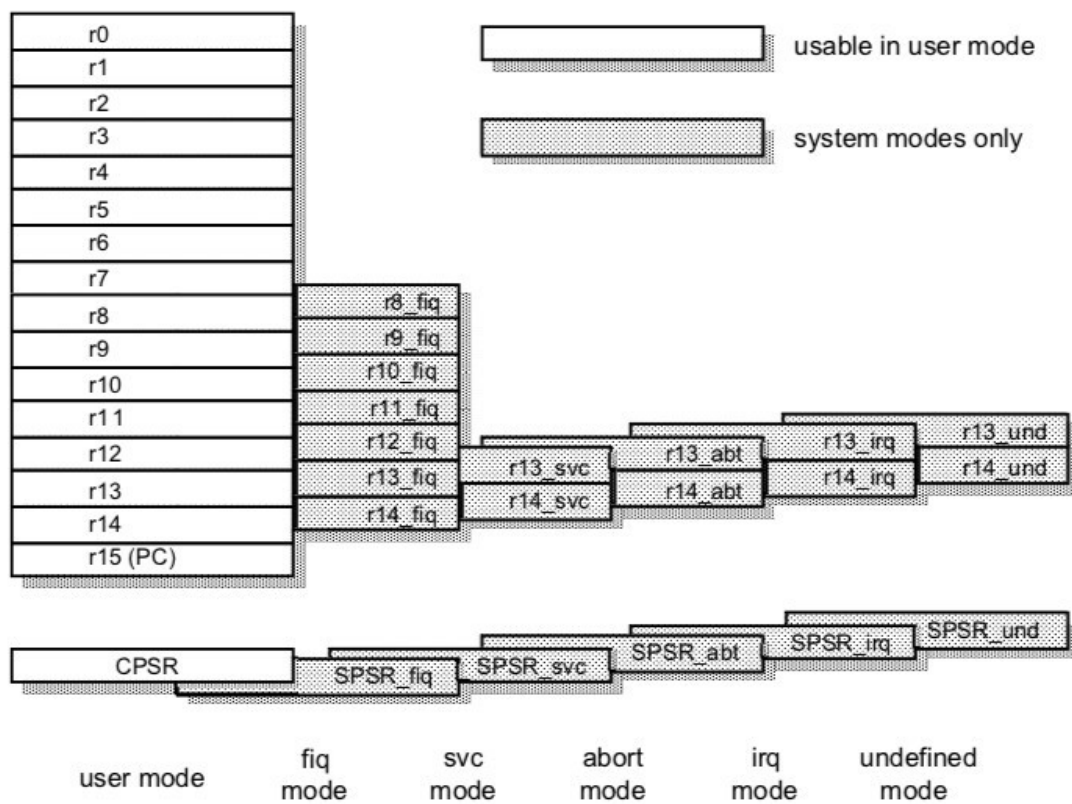 r0
usable in user mode
r1
r2
r3
system modes only
r4
r5
r6
r7
r8_fiq
r8
r9_fiq
r9
r10_fiq
r10
r11_fiq
r11
r12_fiq
r13_svc
r13_abt
r13_irq
r13_und
r12
r13_fiq
r14_svc
r14_abt
r14_irq
r14_und
r13
r14_fiq
r14
r15 (PC)
CPSR
SPSR_fiq
SPSR_svc
SPSR_abt
SPSR_irq
SPSR_und
user mode
fiq
mode
svc
mode
abort
mode
irq
mode
undefined
mode